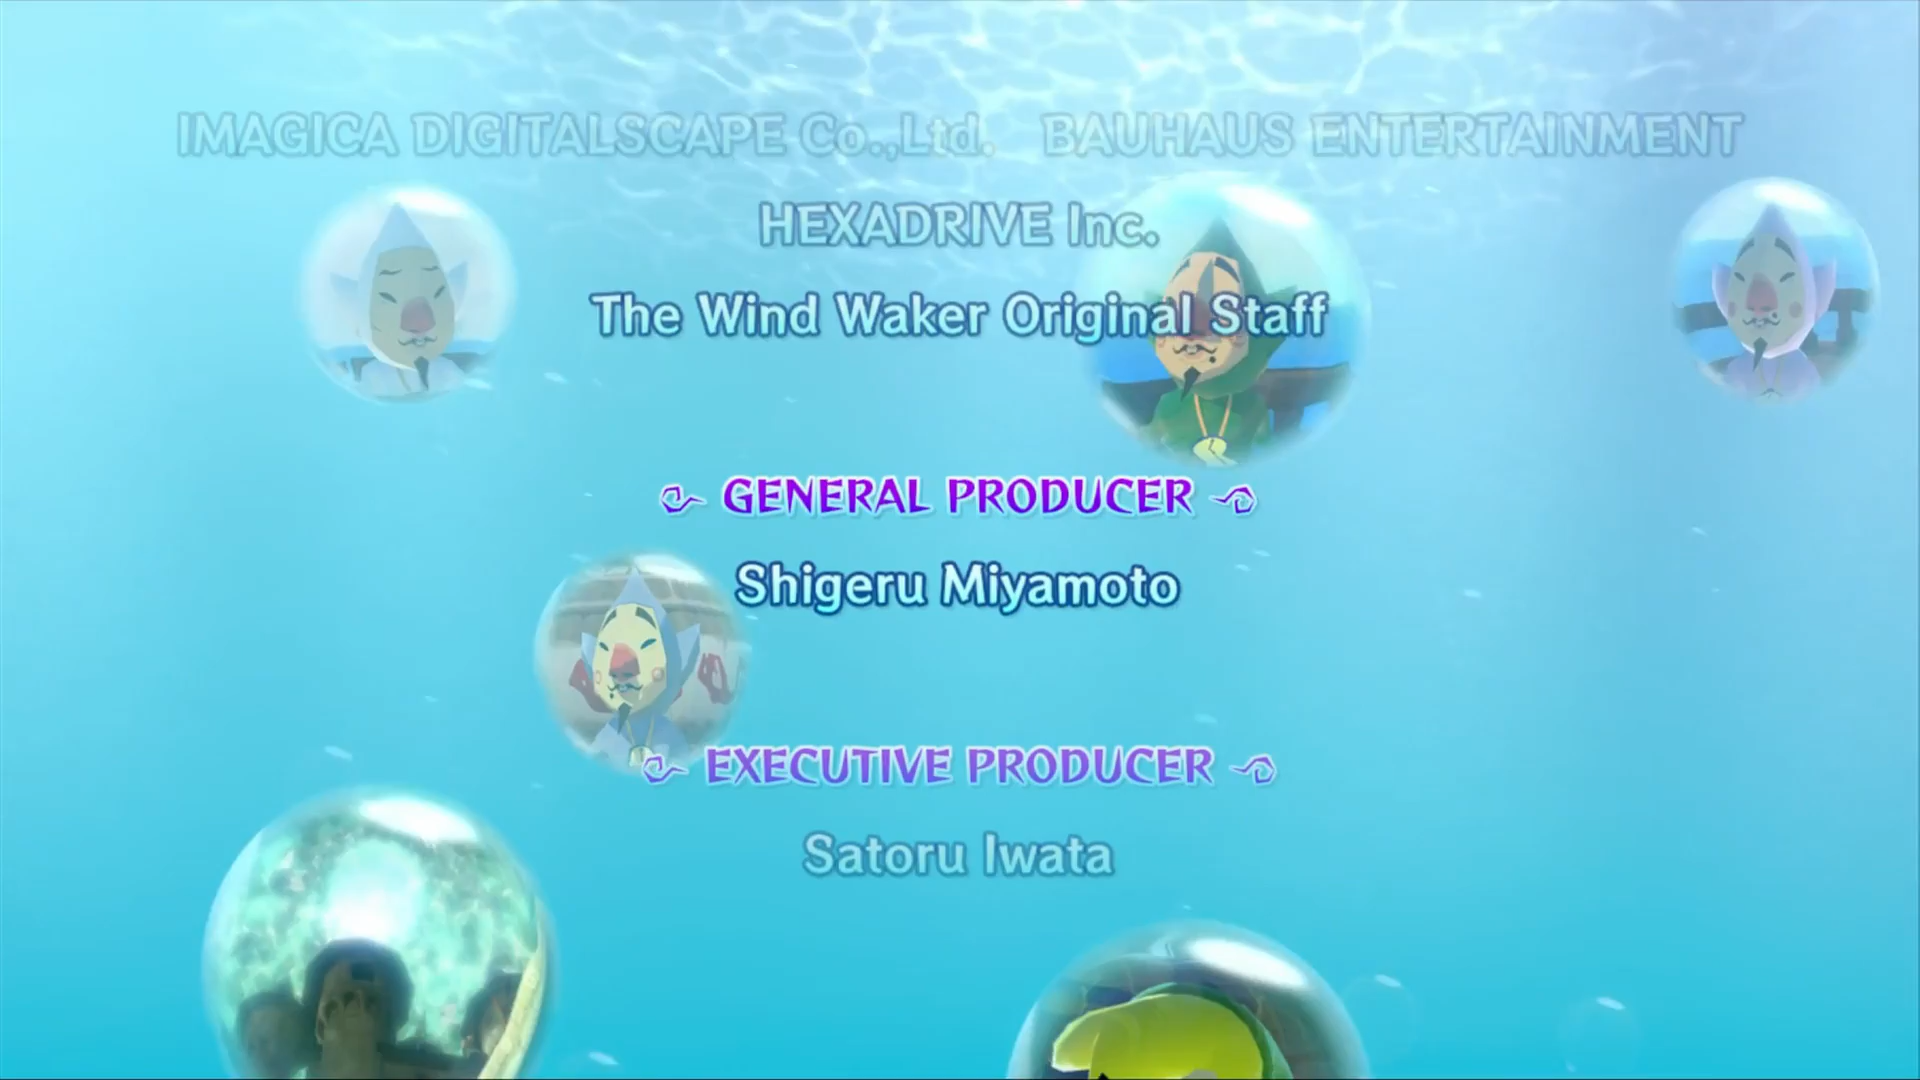 IMAGICA DIGITALSCAPE Co.,Ltd. BAUHAUS ENTERTAINMENT
HEXADRIVE Inc.
The Wind Waker Original Staff
GENERAL PRODUCER
Shigeru Miyamoto
EXECUTIVE PRODUCER
Satoru Iwata